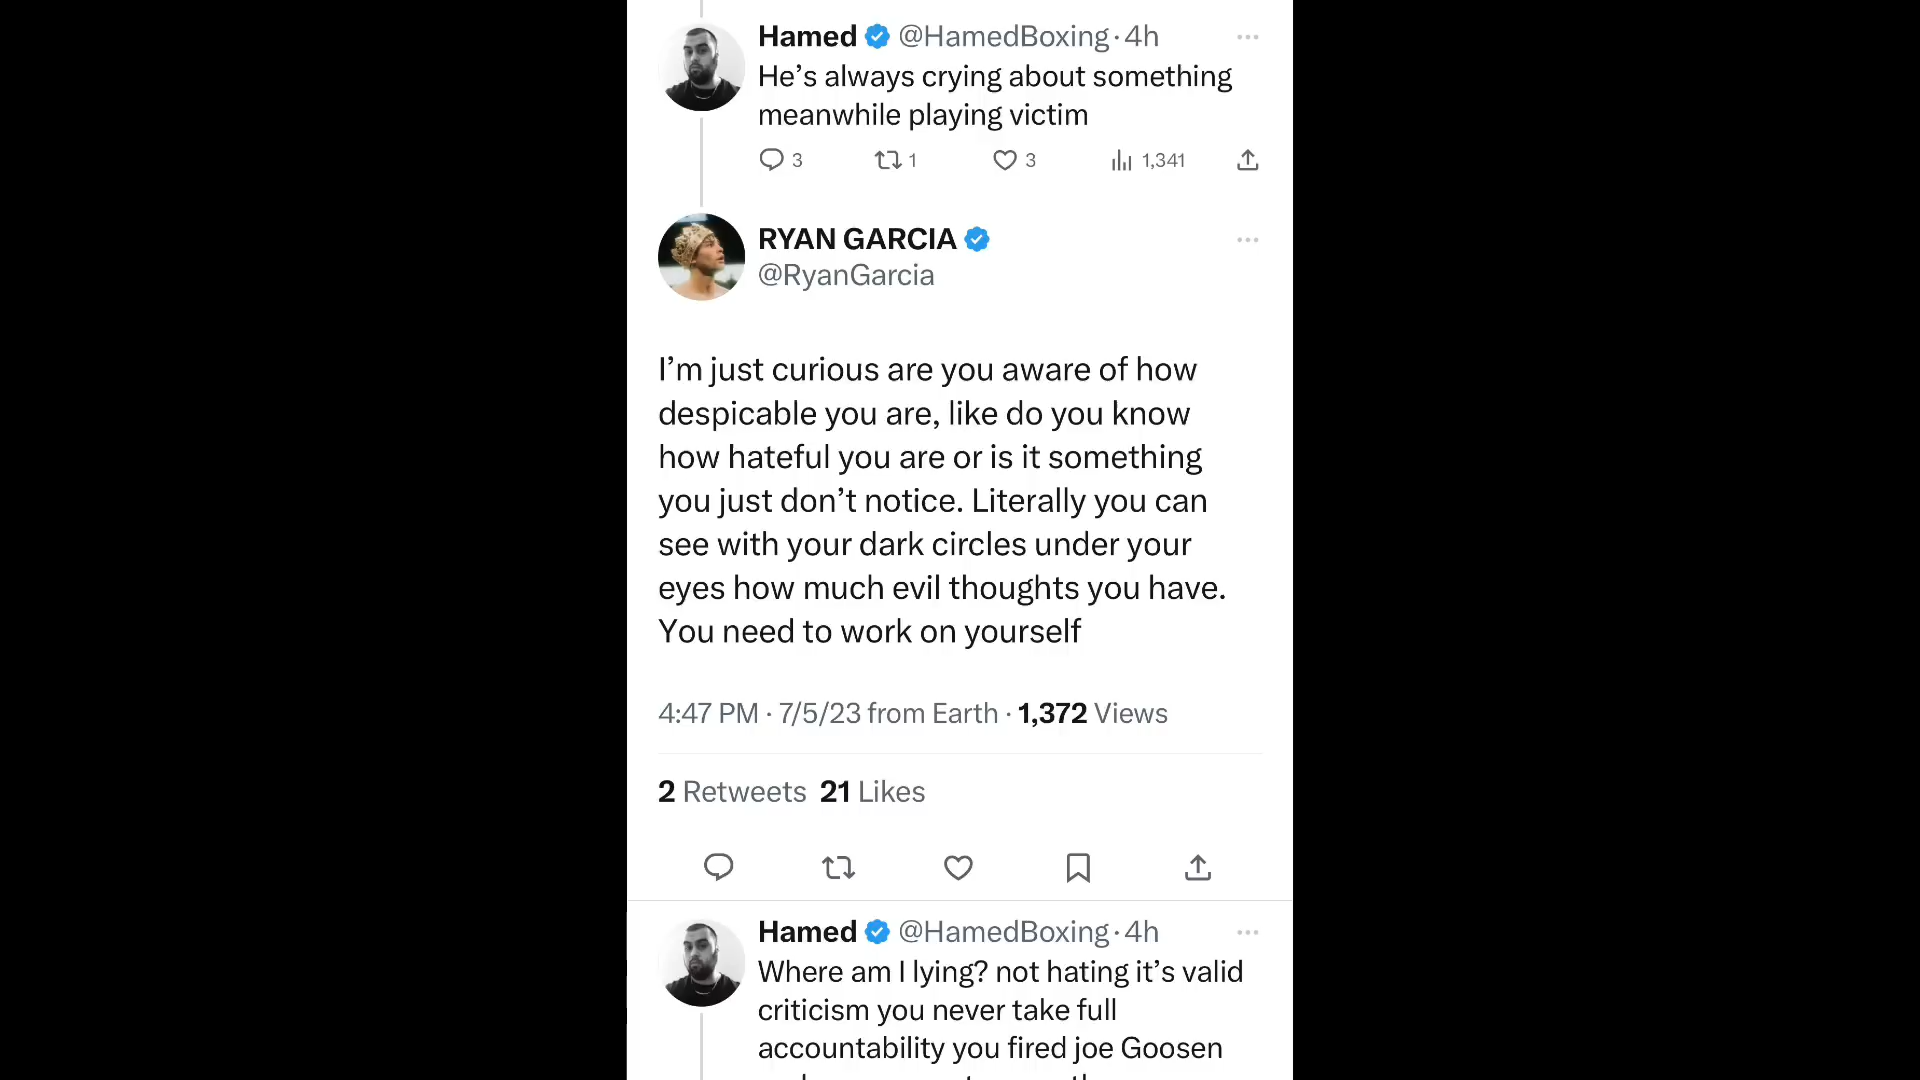 Hamed @HamedBoxing · 4h
He’s always crying about something
meanwhile playing victim
3 1 3 1,341
RYAN GARCIA
@RyanGarcia
I’m just curious are you aware of how
despicable you are, like do you know
how hateful you are or is it something
you just don’t notice. Literally you can
see with your dark circles under your
eyes how much evil thoughts you have.
You need to work on yourself
4:47 PM · 7/5/23 from Earth · 1,372 Views
2 Retweets 21 Likes
Hamed @HamedBoxing · 4h
Where am I lying? not hating it’s valid
criticism you never take full
accountability you fired joe Goosen